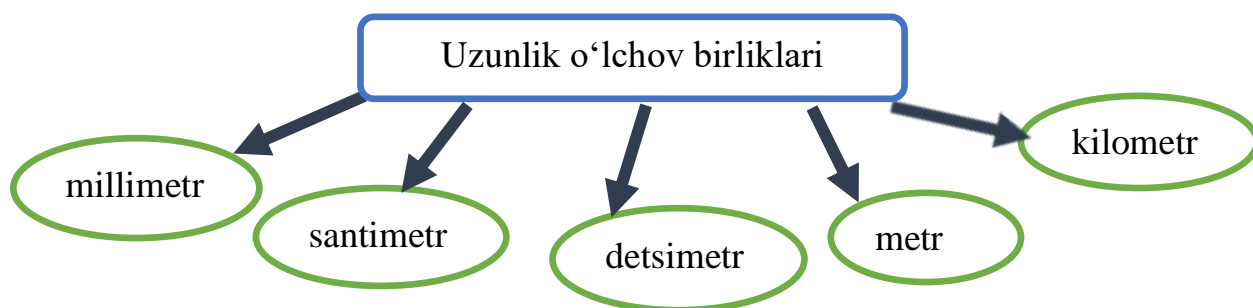 Uzunlik o‘lchov birliklari
millimetr
santimetr
detsimetr
metr
kilometr